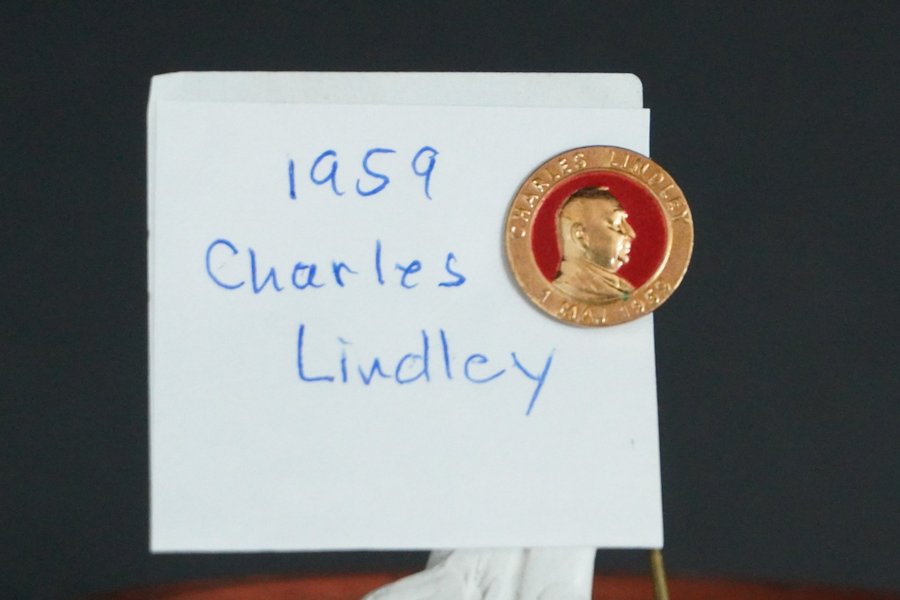 1959
Charles
Lindley
CHARLES LINDLEY
1 MAJ 1959